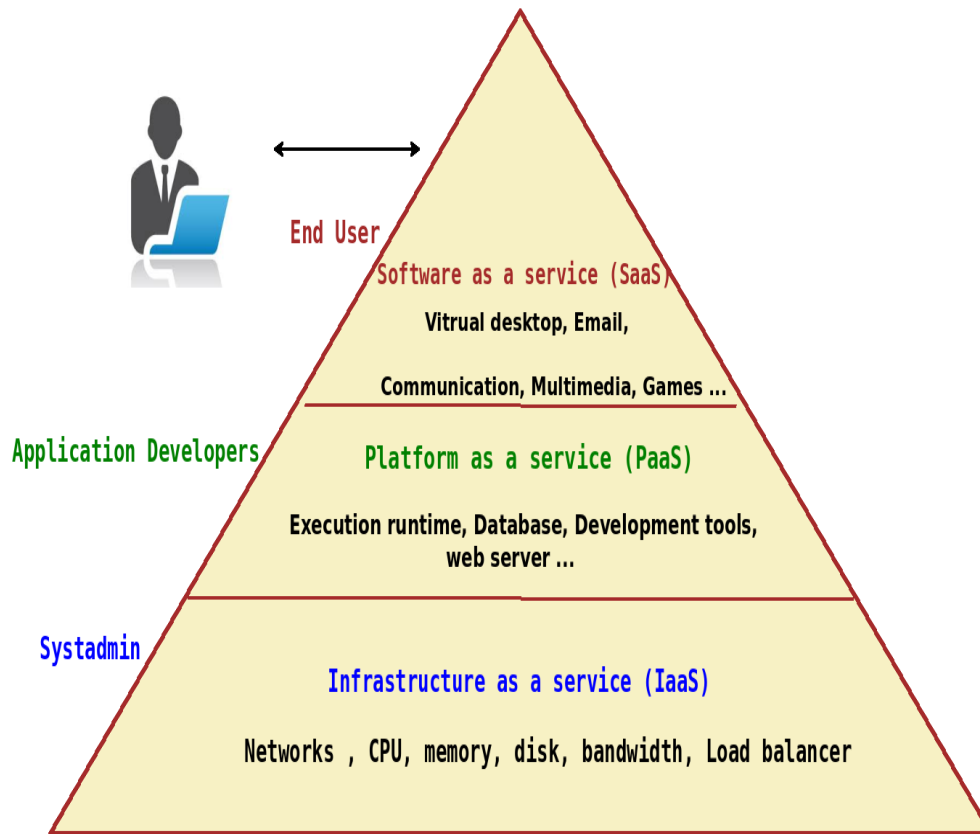 End User
Software as a service (SaaS)
Vitrual desktop, Email,
Communication, Multimedia, Games ...
Application Developers
Platform as a service (PaaS)
Execution runtime, Database, Development tools,
web server ...
Systadmin
Infrastructure as a service (IaaS)
Networks , CPU, memory, disk, bandwidth, Load balancer